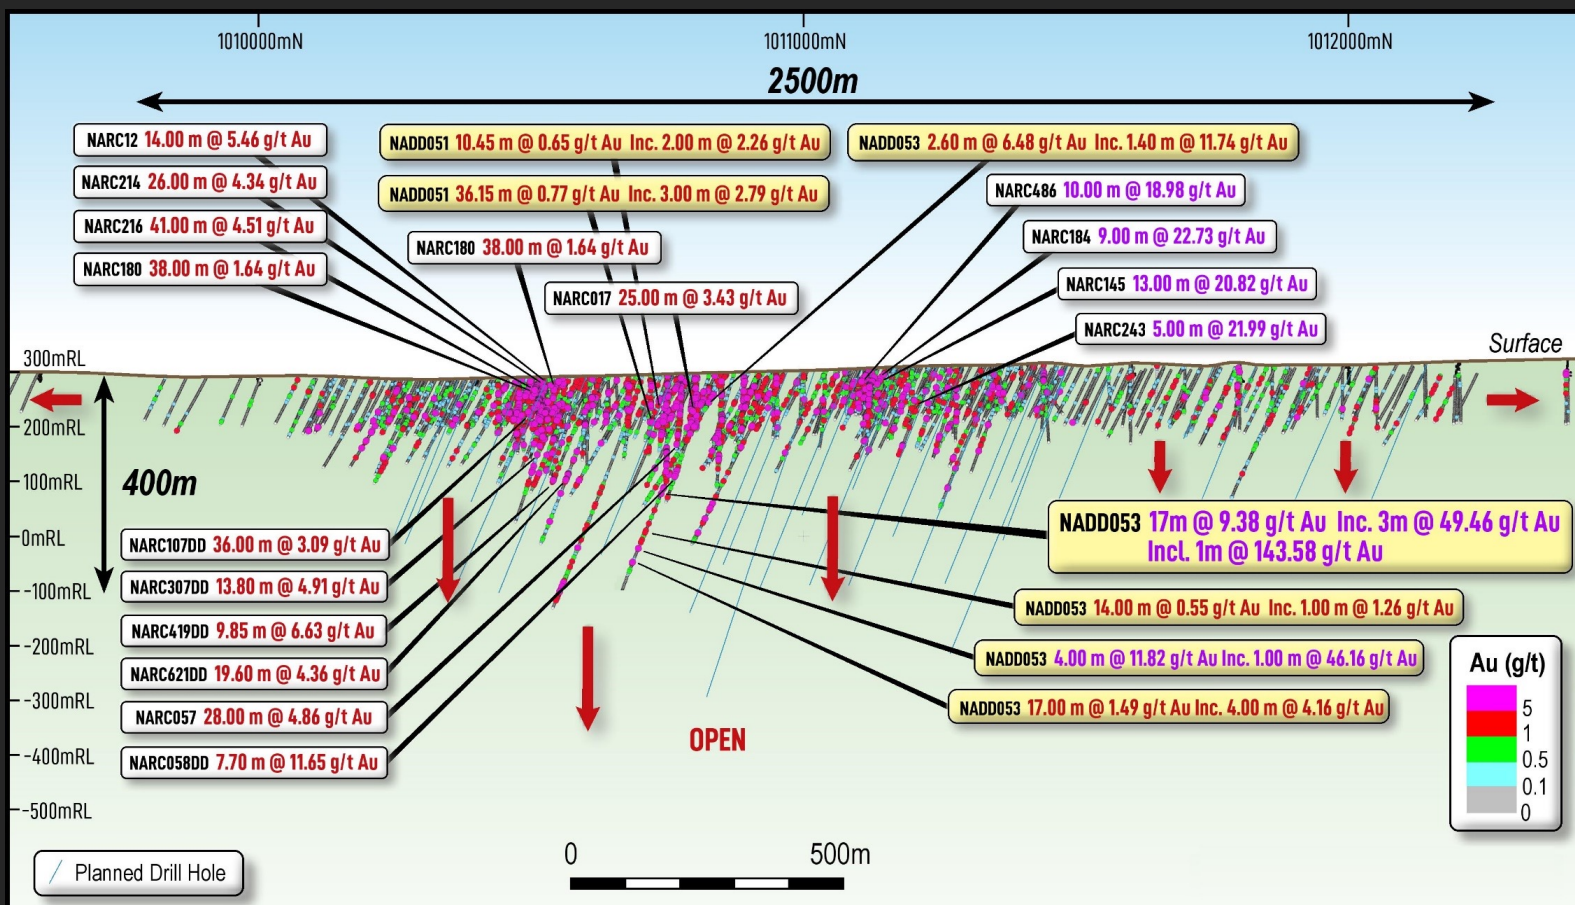 1010000mN
1011000mN
1012000mN
2500m
NARC12 14.00 m @ 5.46 g/t Au
NADD051 10.45 m @ 0.65 g/t Au Inc. 2.00 m @ 2.26 g/t Au
NADD053 2.60 m @ 6.48 g/t Au Inc. 1.40 m @ 11.74 g/t Au
NARC214 26.00 m @ 4.34 g/t Au
NADD051 36.15 m @ 0.77 g/t Au Inc. 3.00 m @ 2.79 g/t Au
NARC486 10.00 m @ 18.98 g/t Au
NARC216 41.00 m @ 4.51 g/t Au
NARC180 38.00 m @ 1.64 g/t Au
NARC184 9.00 m @ 22.73 g/t Au
NARC180 38.00 m @ 1.64 g/t Au
NARC017 25.00 m @ 3.43 g/t Au
NARC145 13.00 m @ 20.82 g/t Au
NARC243 5.00 m @ 21.99 g/t Au
Surface
300mRL
200mRL
100mRL
0mRL
-100mRL
-200mRL
-300mRL
-400mRL
-500mRL
400m
NARC107DD 36.00 m @ 3.09 g/t Au
NARC307DD 13.80 m @ 4.91 g/t Au
NARC419DD 9.85 m @ 6.63 g/t Au
NARC621DD 19.60 m @ 4.36 g/t Au
NARC057 28.00 m @ 4.86 g/t Au
NARC058DD 7.70 m @ 11.65 g/t Au
NADD053 17m @ 9.38 g/t Au Inc. 3m @ 49.46 g/t Au
Incl. 1m @ 143.58 g/t Au
NADD053 14.00 m @ 0.55 g/t Au Inc. 1.00 m @ 1.26 g/t Au
NADD053 4.00 m @ 11.82 g/t Au Inc. 1.00 m @ 46.16 g/t Au
NADD053 17.00 m @ 1.49 g/t Au Inc. 4.00 m @ 4.16 g/t Au
OPEN
Au (g/t)
5
1
0.5
0.1
0
Planned Drill Hole
0
500m